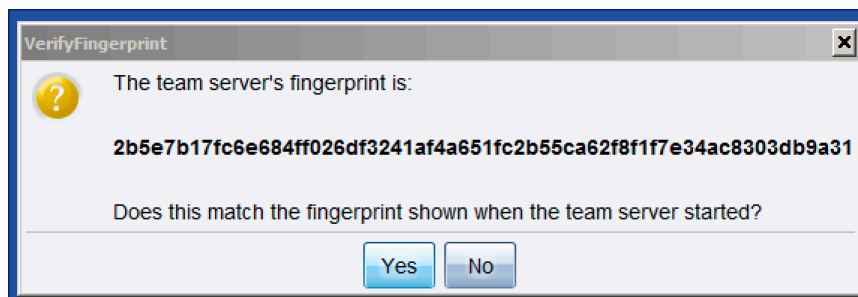 VerifyFingerprint
The team server's fingerprint is:
2b5e7b17fc6e684ff026df3241af4a651fc2b55ca62f8f1f7e34ac8303db9a31
Does this match the fingerprint shown when the team server started?
Yes No